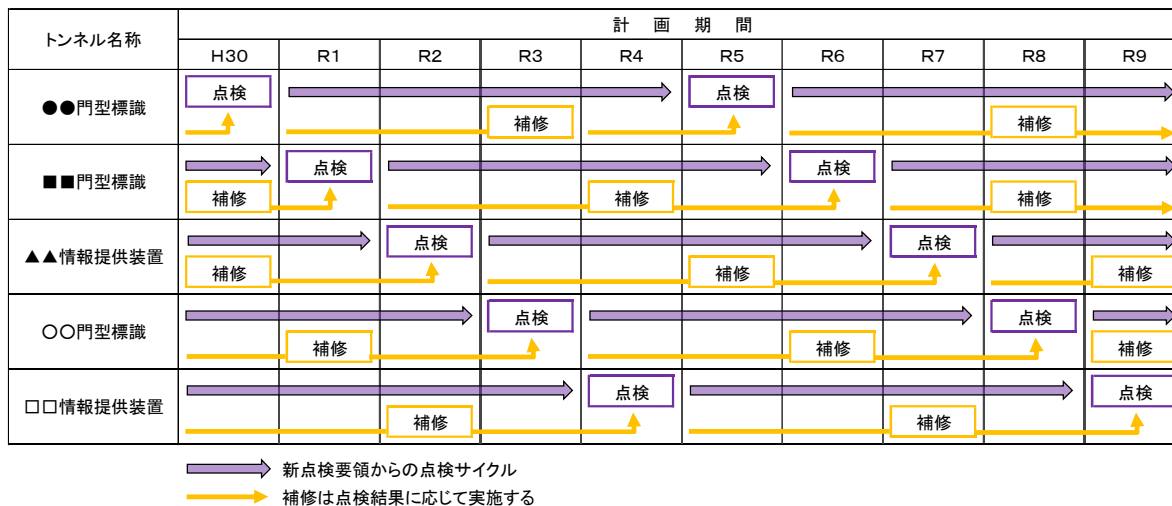 トンネル名称
計画期間
H30 R1 R2 R3 R4 R5 R6 R7 R8 R9
●●門型標識
点検 点検
補修 補修
■■門型標識
点検 点検
補修 補修 補修
▲▲情報提供装置
点検 点検
補修 補修 補修
○○門型標識
点検 点検
補修 補修 補修
□□情報提供装置
点検 点検
補修 補修
新点検要領からの点検サイクル
補修は点検結果に応じて実施する